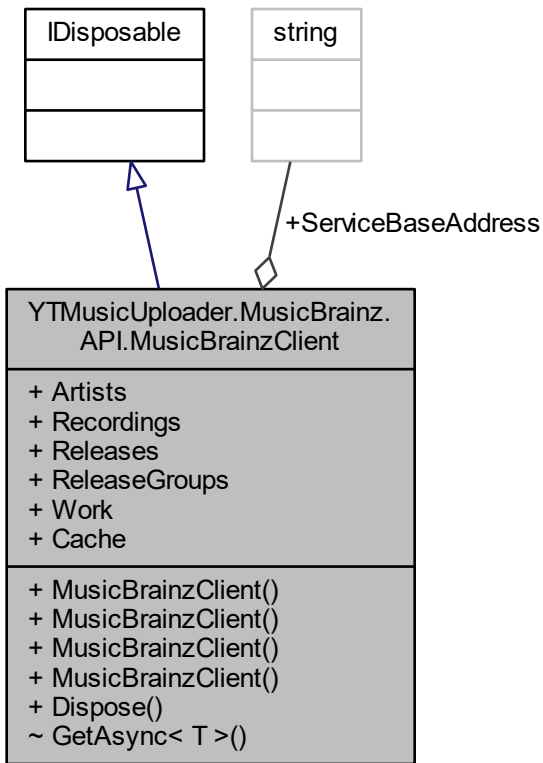 IDisposable
string
+ServiceBaseAddress
YTMusicUploader.MusicBrainz.
API.MusicBrainzClient
+ Artists
+ Recordings
+ Releases
+ ReleaseGroups
+ Work
+ Cache
+ MusicBrainzClient()
+ MusicBrainzClient()
+ MusicBrainzClient()
+ MusicBrainzClient()
+ Dispose()
~ GetAsync< T >()